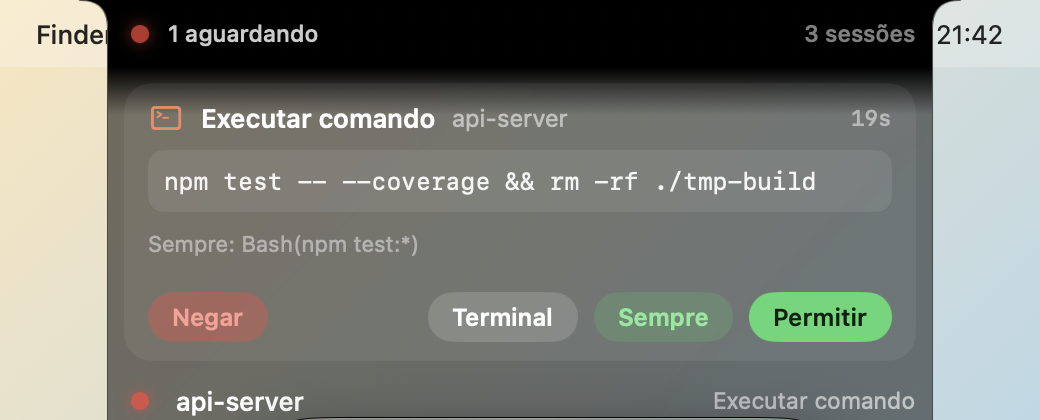 Finder
1 aguardando
3 sessões
21:42
Executar comando api-server 19s
npm test -- --coverage && rm -rf ./tmp-build
Sempre: Bash(npm test:*)
Negar Terminal Sempre Permitir
api-server Executar comando